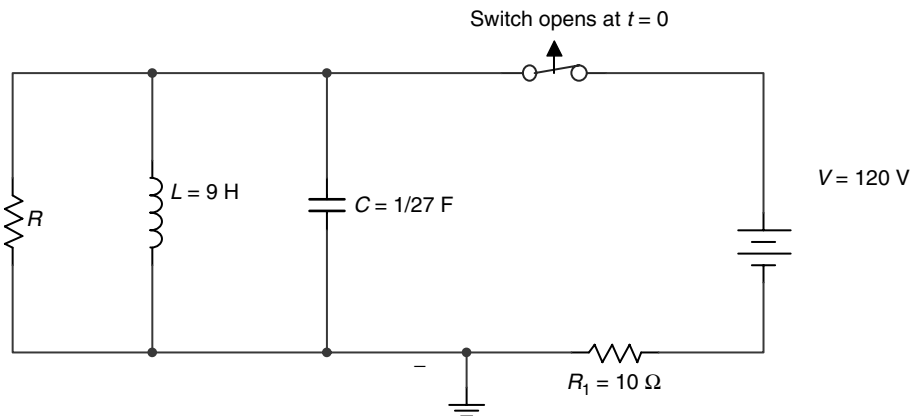 Switch opens at t = 0
L = 9 H
V = 120 V
C = 1/27 F
R
–
R₁ = 10 Ω